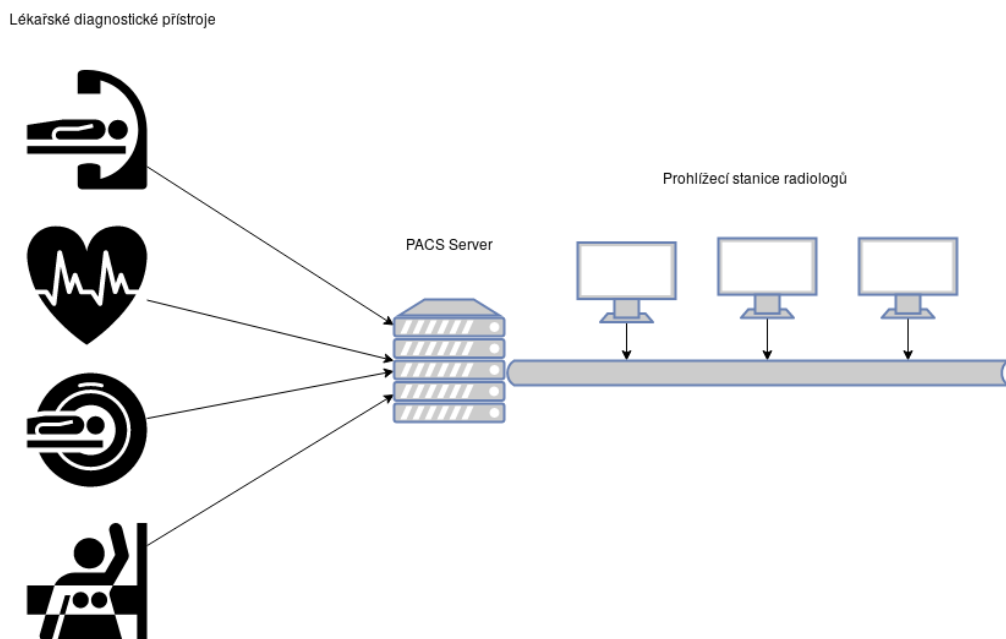 Lékařské diagnostické přístroje
Prohlížecí stanice radiologů
PACS Server